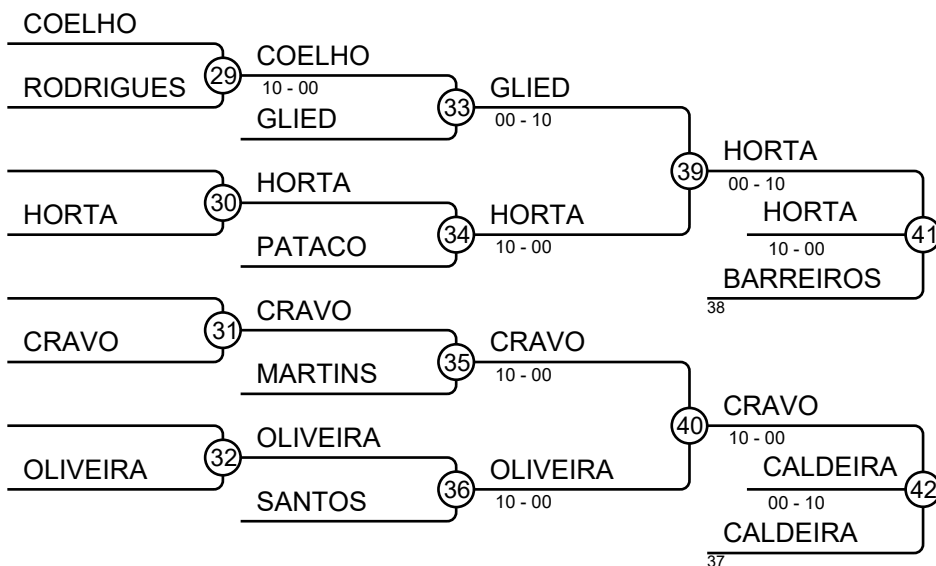 COELHO
RODRIGUES
29
COELHO
10 - 00
GLIED
33
GLIED
00 - 10
HORTA
30
HORTA
PATACO
34
HORTA
10 - 00
39
HORTA
00 - 10
HORTA
10 - 00
41
BARREIROS
38
CRAVO
31
CRAVO
MARTINS
35
CRAVO
10 - 00
OLIVEIRA
32
OLIVEIRA
SANTOS
36
OLIVEIRA
10 - 00
40
CRAVO
10 - 00
CALDEIRA
00 - 10
42
CALDEIRA
37